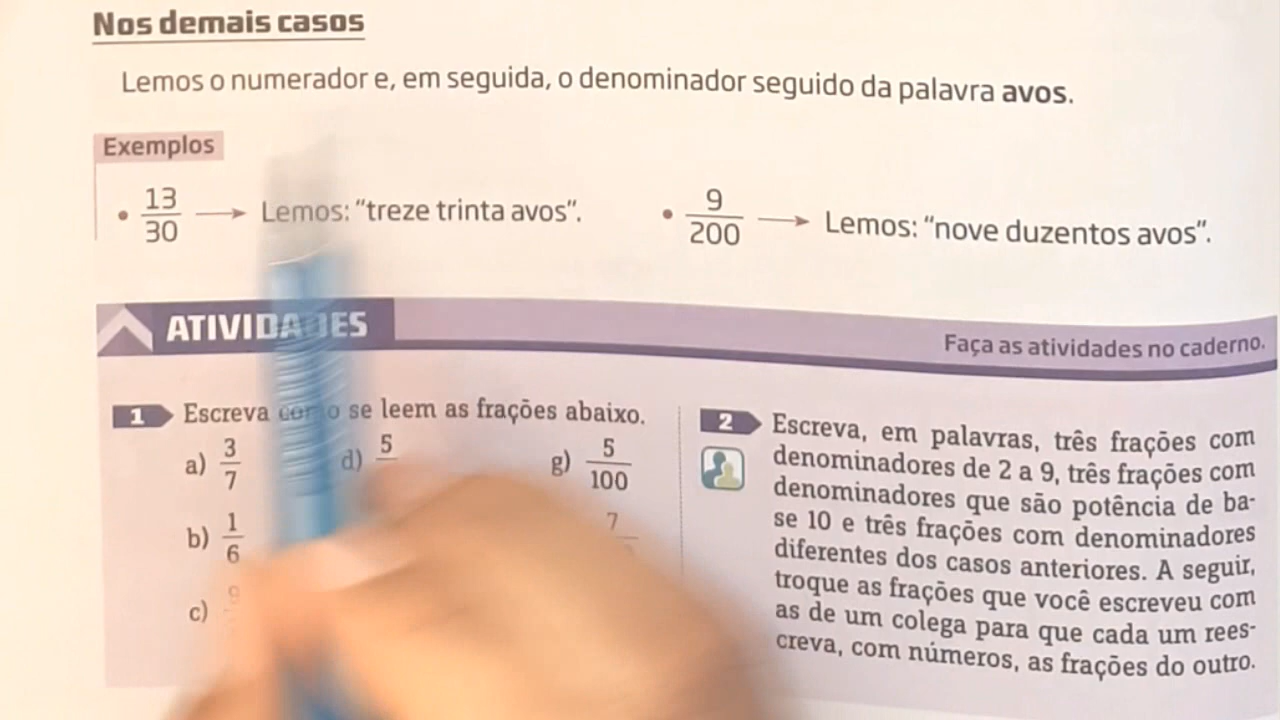 Nos demais casos
Lemos o numerador e, em seguida, o denominador seguido da palavra avos.
Exemplos
• 13/30 → Lemos: “treze trinta avos”.
• 9/200 → Lemos: “nove duzentos avos”.
ATIVIDADES
Faça as atividades no caderno.
1 Escreva como se leem as frações abaixo.
a) 3/7
d) 5
g) 5/100
b) 1/6
7
c)
2 Escreva, em palavras, três frações com
denominadores de 2 a 9, três frações com
denominadores que são potência de ba-
se 10 e três frações com denominadores
diferentes dos casos anteriores. A seguir,
troque as frações que você escreveu com
as de um colega para que cada um rees-
creva, com números, as frações do outro.